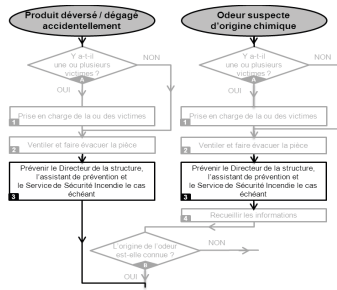 Produit déversé / dégagé
accidentellement
Y a-t-il
une ou plusieurs
victimes ?
A
NON
OUI
Prise en charge de la ou des victimes
1
Ventiler et faire évacuer la pièce
2
Prévenir le Directeur de la structure,
l'assistant de prévention et
le Service de Sécurité Incendie le cas
échéant
3
Odeur suspecte
d'origine chimique
Y a-t-il
une ou plusieurs
victimes ?
A
NON
OUI
Prise en charge de la ou des victimes
1
Ventiler et faire évacuer la pièce
2
Prévenir le Directeur de la structure,
l'assistant de prévention et
le Service de Sécurité Incendie le cas
échéant
3
Recueillir les informations
4
L'origine de l'odeur
est-elle connue ?
B
NON
OUI